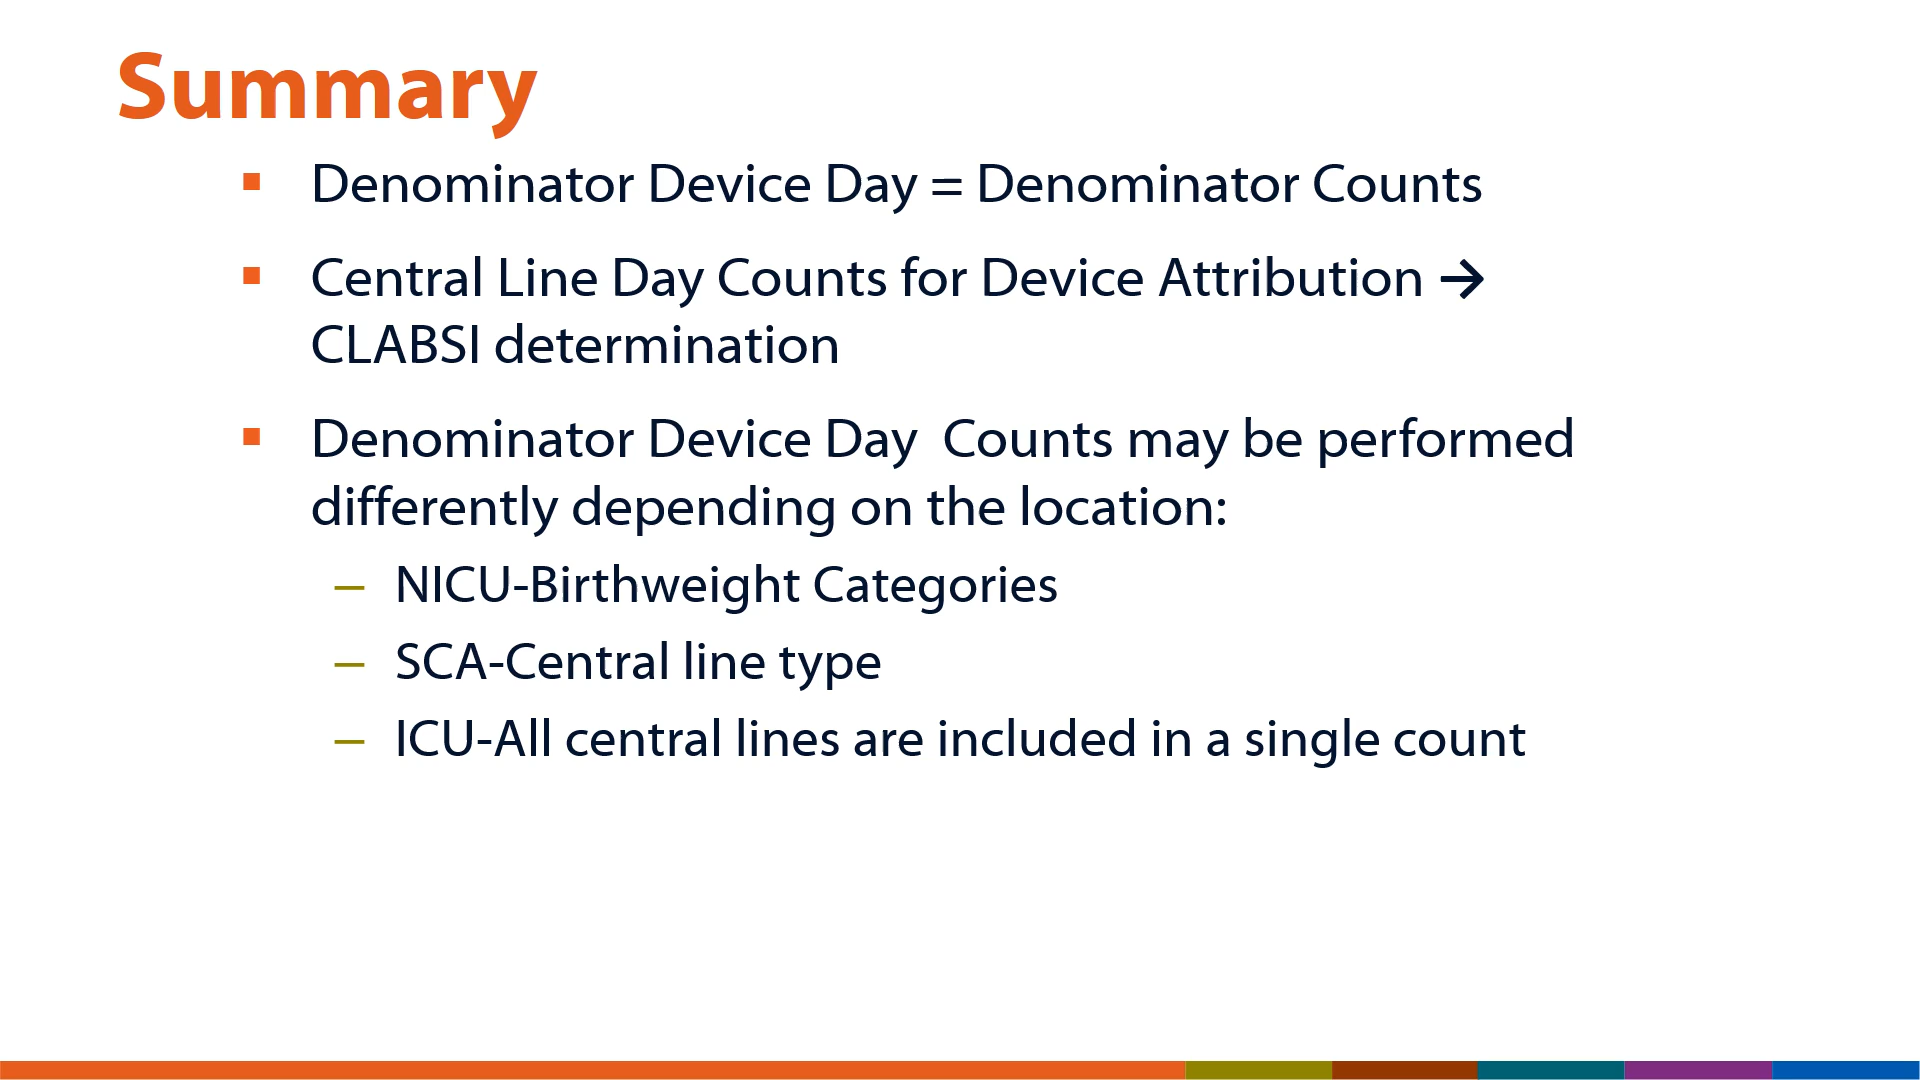 Summary
▪ Denominator Device Day = Denominator Counts
▪ Central Line Day Counts for Device Attribution →
CLABSI determination
▪ Denominator Device Day  Counts may be performed
differently depending on the location:
– NICU-Birthweight Categories
– SCA-Central line type
– ICU-All central lines are included in a single count